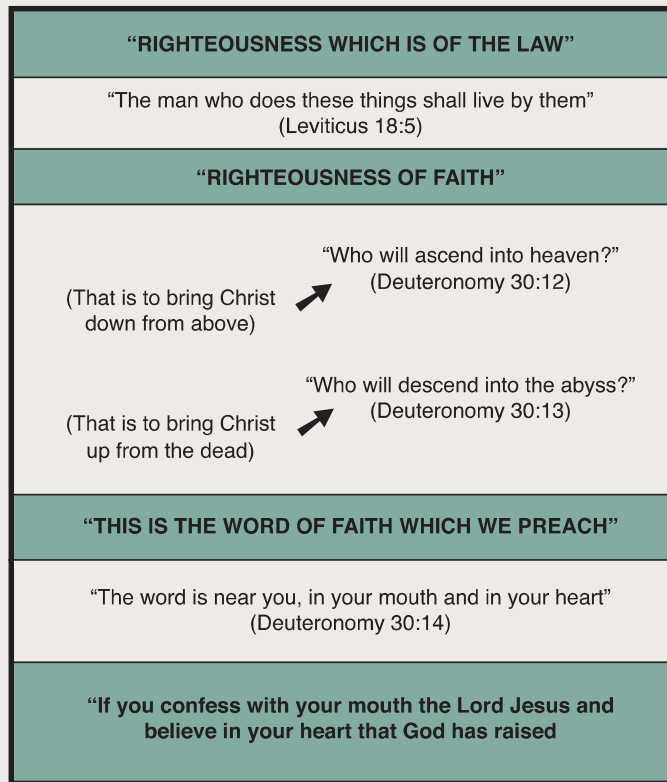 “RIGHTEOUSNESS WHICH IS OF THE LAW”
“The man who does these things shall live by them”
(Leviticus 18:5)
“RIGHTEOUSNESS OF FAITH”
“Who will ascend into heaven?”
(Deuteronomy 30:12)
(That is to bring Christ
down from above)
“Who will descend into the abyss?”
(Deuteronomy 30:13)
(That is to bring Christ
up from the dead)
“THIS IS THE WORD OF FAITH WHICH WE PREACH”
“The word is near you, in your mouth and in your heart”
(Deuteronomy 30:14)
“If you confess with your mouth the Lord Jesus and
believe in your heart that God has raised